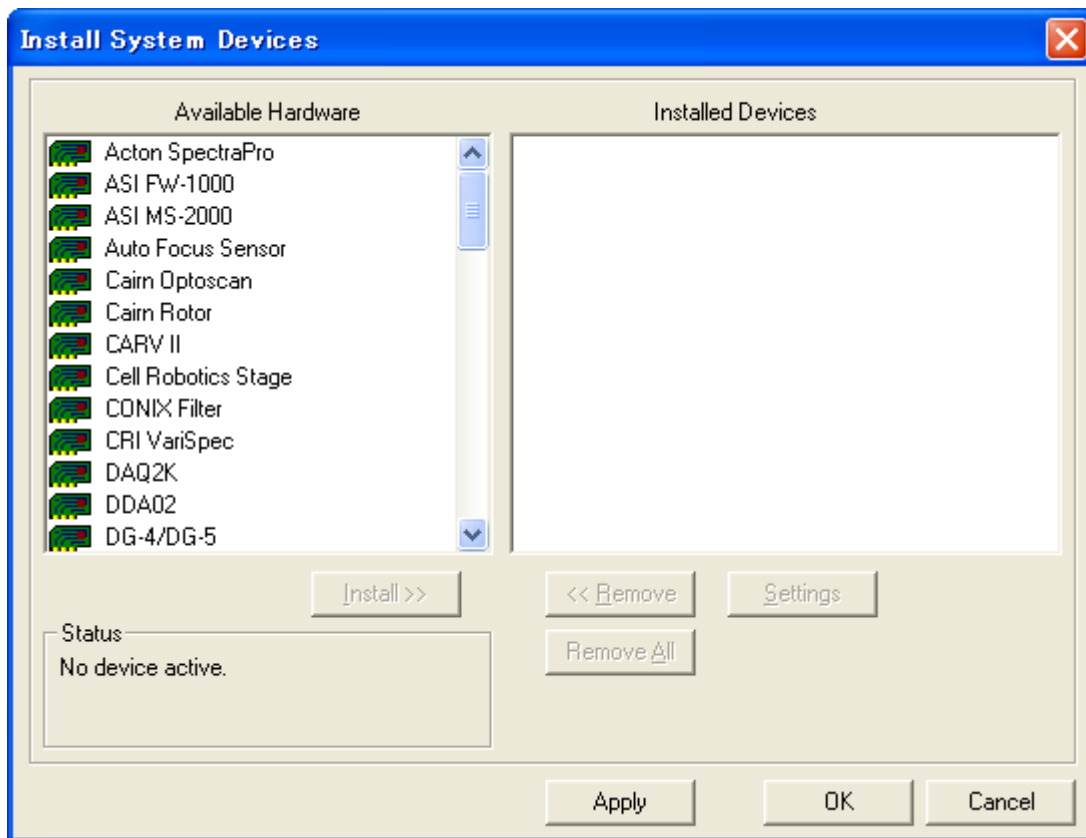 Install System Devices
Available Hardware
Installed Devices
Acton SpectraPro
ASI FW-1000
ASI MS-2000
Auto Focus Sensor
Cairn Optoscan
Cairn Rotor
CARV II
Cell Robotics Stage
CONIX Filter
CRI VariSpec
DAQ2K
DDA02
DG-4/DG-5
Install >>
<< Remove
Settings
Remove All
Status
No device active.
Apply
OK
Cancel